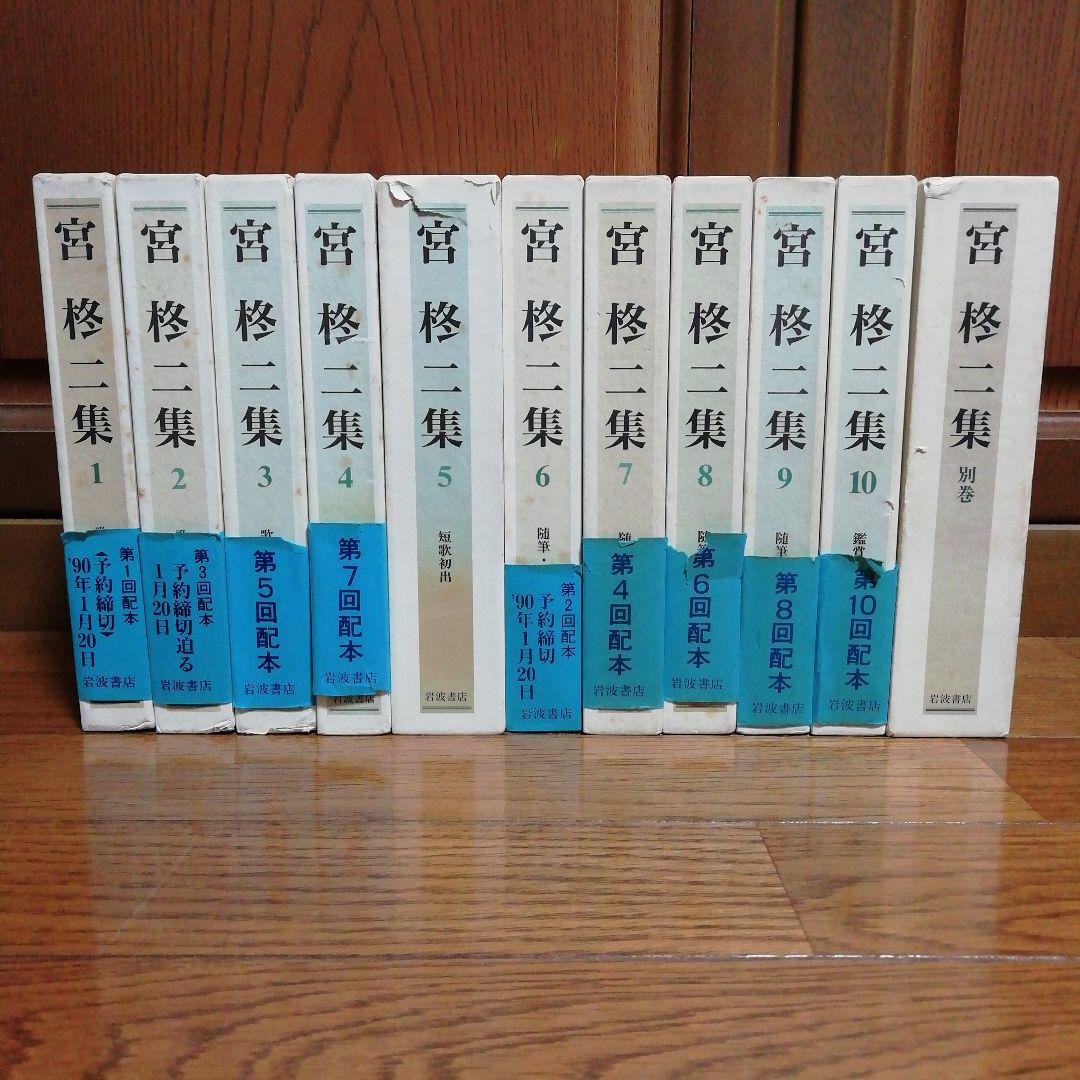 宮柊二集
1
第1回配本
(予約締切)
'90年1月20日
岩波書店
宮柊二集
2
第3回配本
予約締切迫る
1月20日
岩波書店
宮柊二集
3
第5回配本
岩波書店
宮柊二集
4
第7回配本
岩波書店
岩波書店
宮柊二集
5
短歌初出
岩波書店
宮柊二集
6
随筆・
第2回配本
予約締切
'90年1月20日
岩波書店
宮柊二集
7
第4回配本
岩波書店
宮柊二集
8
第6回配本
岩波書店
宮柊二集
9
随筆
第8回配本
岩波書店
宮柊二集
10
鑑賞
第10回配本
岩波書店
宮柊二集
別巻
岩波書店